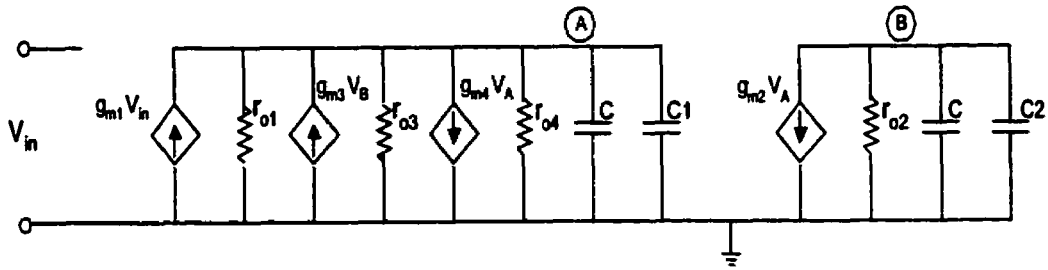 A
B
g_m1 V_in
r_o1
g_m3 V_B
r_o3
g_m4 V_A
r_o4
C
C1
g_m2 V_A
r_o2
C
C2
V_in